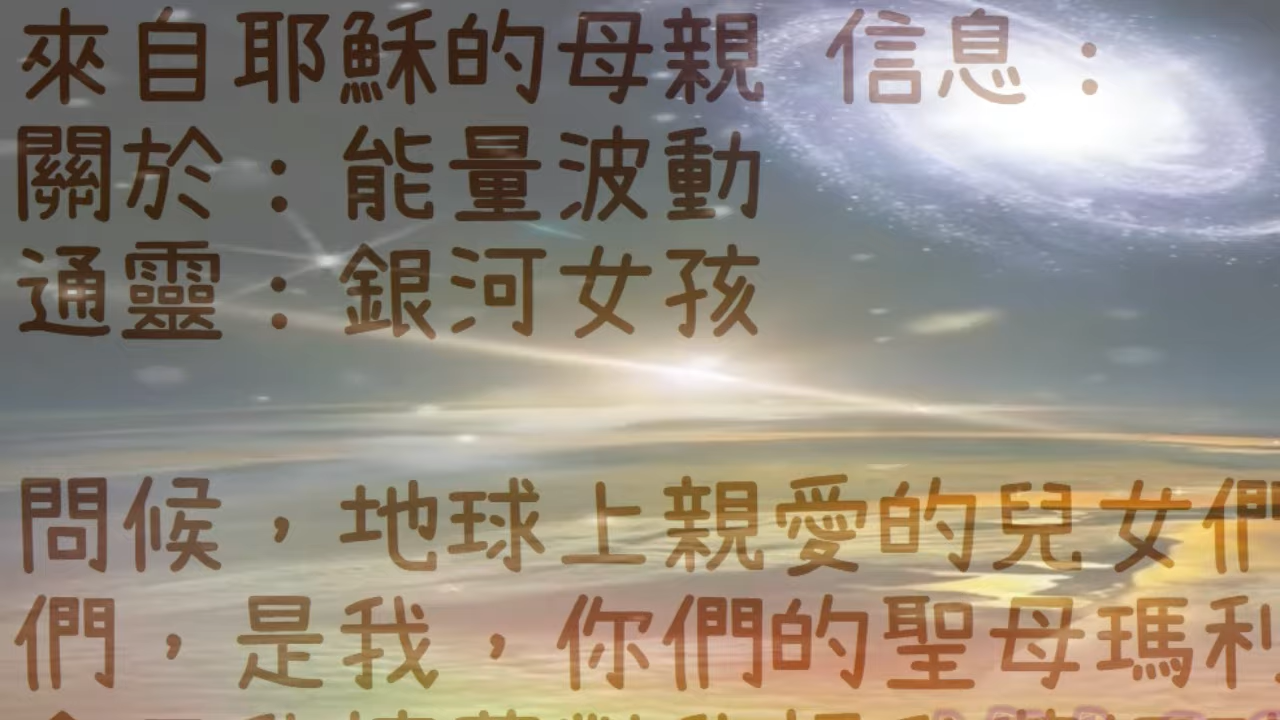 來自耶穌的母親 信息：
關於：能量波動
通靈：銀河女孩
問候，地球上親愛的兒女們
們，是我，你們的聖母瑪利